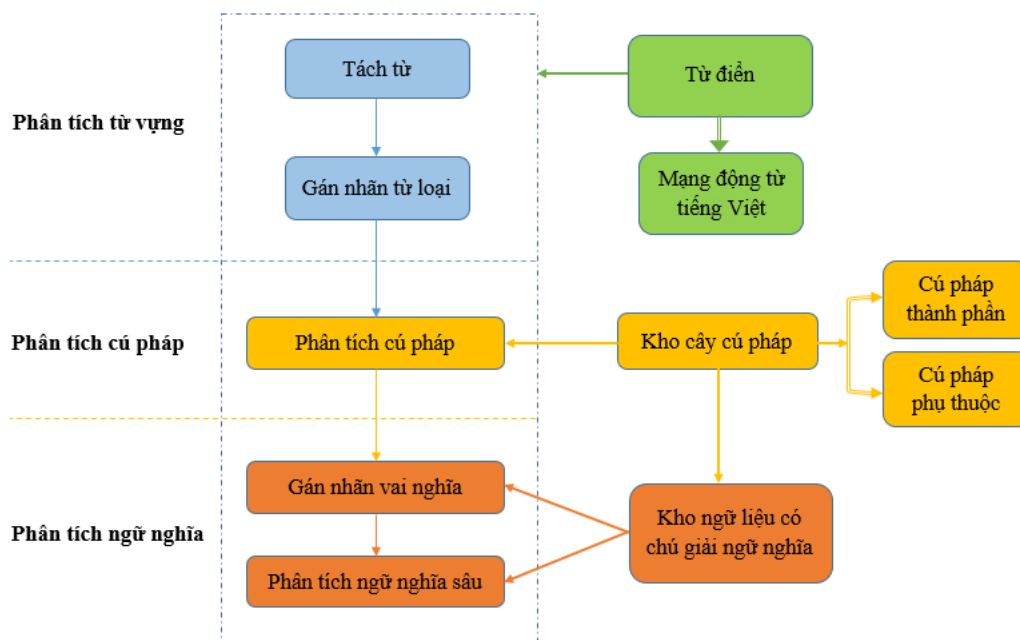 Tách từ
Từ điển
Phân tích từ vựng
Gán nhãn từ loại
Mạng động từ
tiếng Việt
Cú pháp
thành phần
Phân tích cú pháp
Phân tích cú pháp
Kho cây cú pháp
Cú pháp
phụ thuộc
Gán nhãn vai nghĩa
Phân tích ngữ nghĩa
Kho ngữ liệu có
chú giải ngữ nghĩa
Phân tích ngữ nghĩa sâu